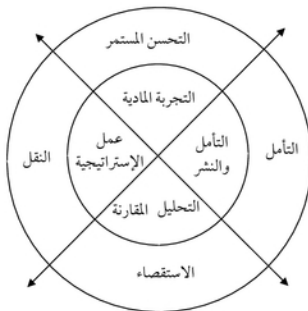 التحسن المستمر
التجربة المادية
التأمل
التأمل
والنشر
عمل
الإستراتيجية
النقل
التحليل المقارنة
الاستقصاء